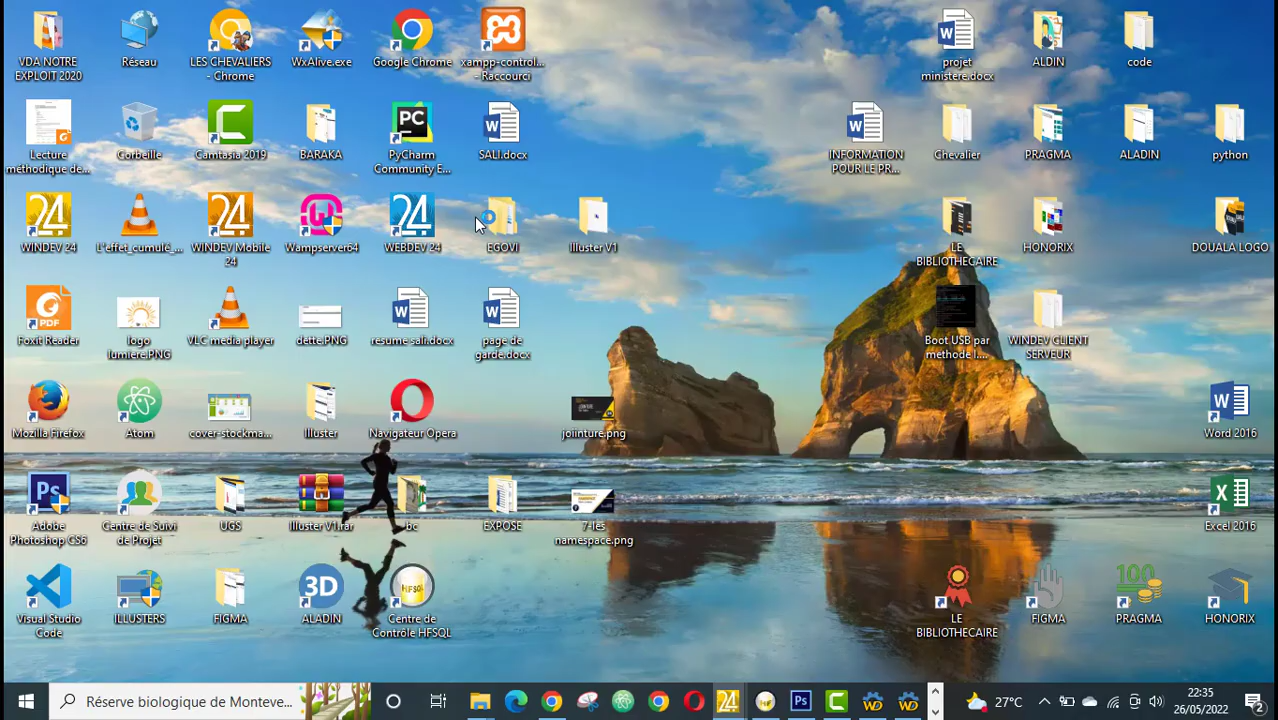 VDA NOTRE
EXPLOIT 2020
Réseau
LES CHEVALIERS
- Chrome
WxAlive.exe
Google Chrome
xampp-control...
- Raccourci
projet
ministère.docx
ALDIN
code
Lecture
méthodique de...
Corbeille
Camtasia 2019
BARAKA
PyCharm
Community E...
SALI.docx
INFORMATION
POUR LE PR...
Chevalier
PRAGMA
ALADIN
python
WINDEV 24
L'effet_cumulé_...
WINDEV Mobile
24
Wampserver64
WEBDEV 24
EGOVI
Illuster V1
LE
BIBLIOTHECAIRE
HONORIX
DOUALA LOGO
Foxit Reader
logo
lumiere.PNG
VLC media player
dette.PNG
resume sali.docx
page de
garde.docx
Boot USB par
methode I....
WINDEV CLIENT
SERVEUR
Mozilla Firefox
Atom
cover-stockma...
Illuster
Navigateur Opera
joiinture.png
Word 2016
Adobe
Photoshop CS6
Centre de Suivi
de Projet
UGS
Illuster V1.rar
bc
EXPOSE
7-les
namespace.png
Excel 2016
Visual Studio
Code
ILLUSTERS
FIGMA
ALADIN
Centre de
Contrôle HFSQL
LE
BIBLIOTHECAIRE
FIGMA
PRAGMA
HONORIX
Réserve biologique de Monteve...
27°C
22:35
26/05/2022
2